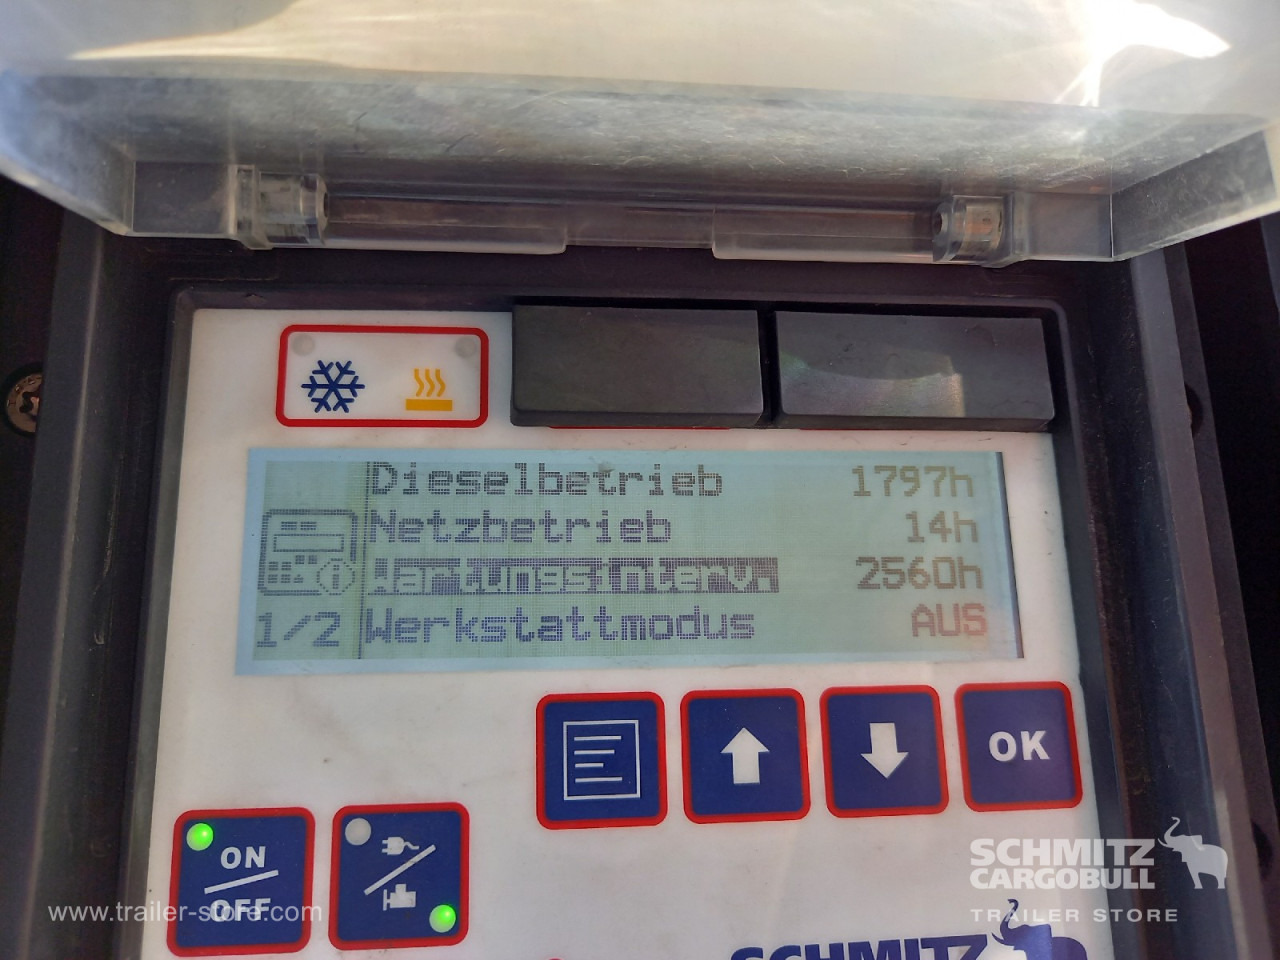 Dieselbetrieb 1797h
Netzbetrieb 14h
Wartungsinterv. 2560h
1/2 Werkstattmodus AUS
OK
ON
OFF
www.trailer-store.com
SCHMITZ
CARGOBULL
TRAILER STORE
SCHMITZ